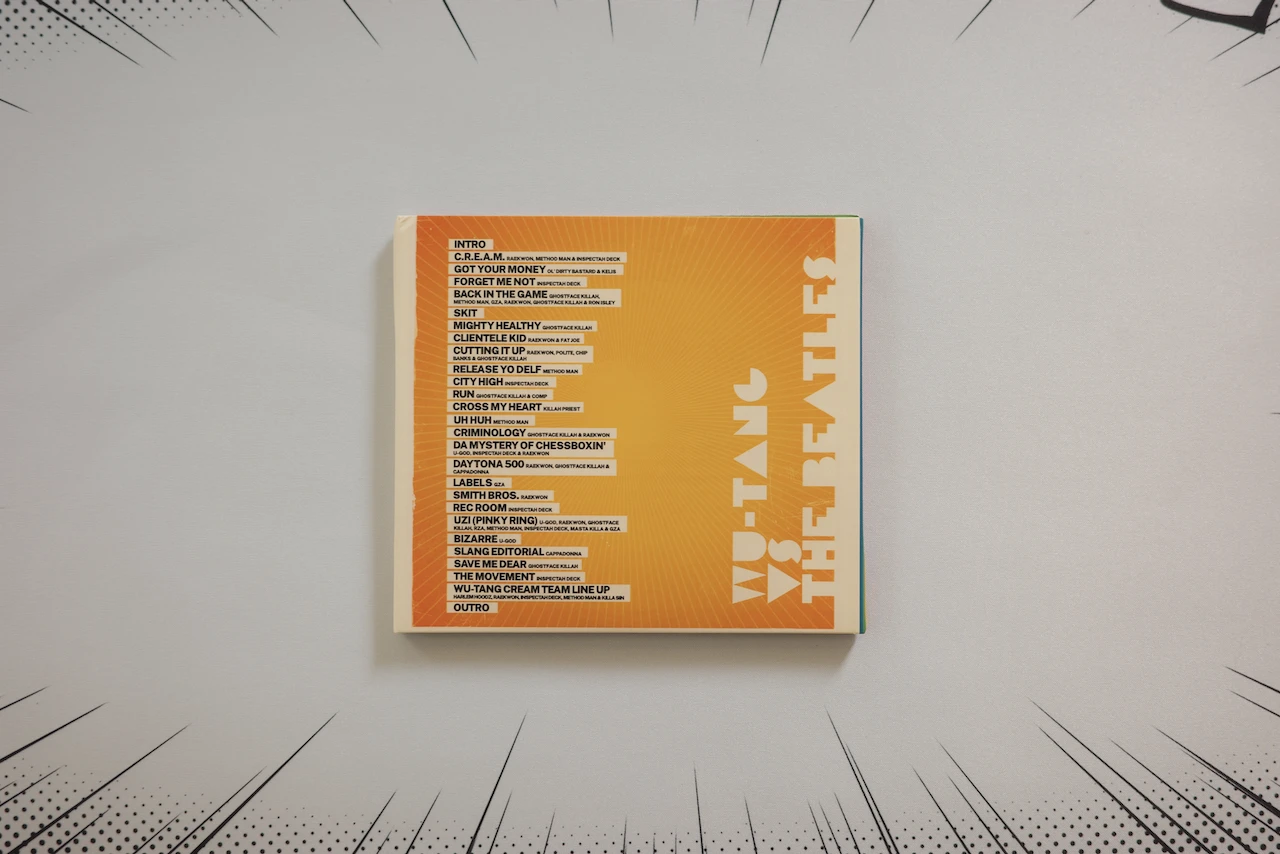 INTRO
C.R.E.A.M. RAEKWON, METHOD MAN & INSPECTAH DECK
GOT YOUR MONEY OL' DIRTY BASTARD & KELIS
FORGET ME NOT INSPECTAH DECK
BACK IN THE GAME GHOSTFACE KILLAH,
METHOD MAN, GZA, RAEKWON, GHOSTFACE KILLAH & RON ISLEY
SKIT
MIGHTY HEALTHY GHOSTFACE KILLAH
CLIENTELE KID RAEKWON & FAT JOE
CUTTING IT UP RAEKWON, POLITE, CHIP
BANKS & GHOSTFACE KILLAH
RELEASE YO DELF METHOD MAN
CITY HIGH INSPECTAH DECK
RUN GHOSTFACE KILLAH & COMP
CROSS MY HEART KILLAH PRIEST
UH HUH METHOD MAN
CRIMINOLOGY GHOSTFACE KILLAH & RAEKWON
DA MYSTERY OF CHESSBOXIN'
U-GOD, INSPECTAH DECK & RAEKWON
DAYTONA 500 RAEKWON, GHOSTFACE KILLAH &
CAPPADONNA
LABELS GZA
SMITH BROS. RAEKWON
REC ROOM INSPECTAH DECK
UZI (PINKY RING) U-GOD, RAEKWON, GHOSTFACE
KILLAH, RZA, METHOD MAN, INSPECTAH DECK, MASTA KILLA & GZA
BIZARRE U-GOD
SLANG EDITORIAL CAPPADONNA
SAVE ME DEAR GHOSTFACE KILLAH
THE MOVEMENT INSPECTAH DECK
WU-TANG CREAM TEAM LINE UP
HARLEM HOODZ, RAEKWON, INSPECTAH DECK, METHOD MAN & KILLA SIN
OUTRO
WU-TANG
VS
THE BEATLES